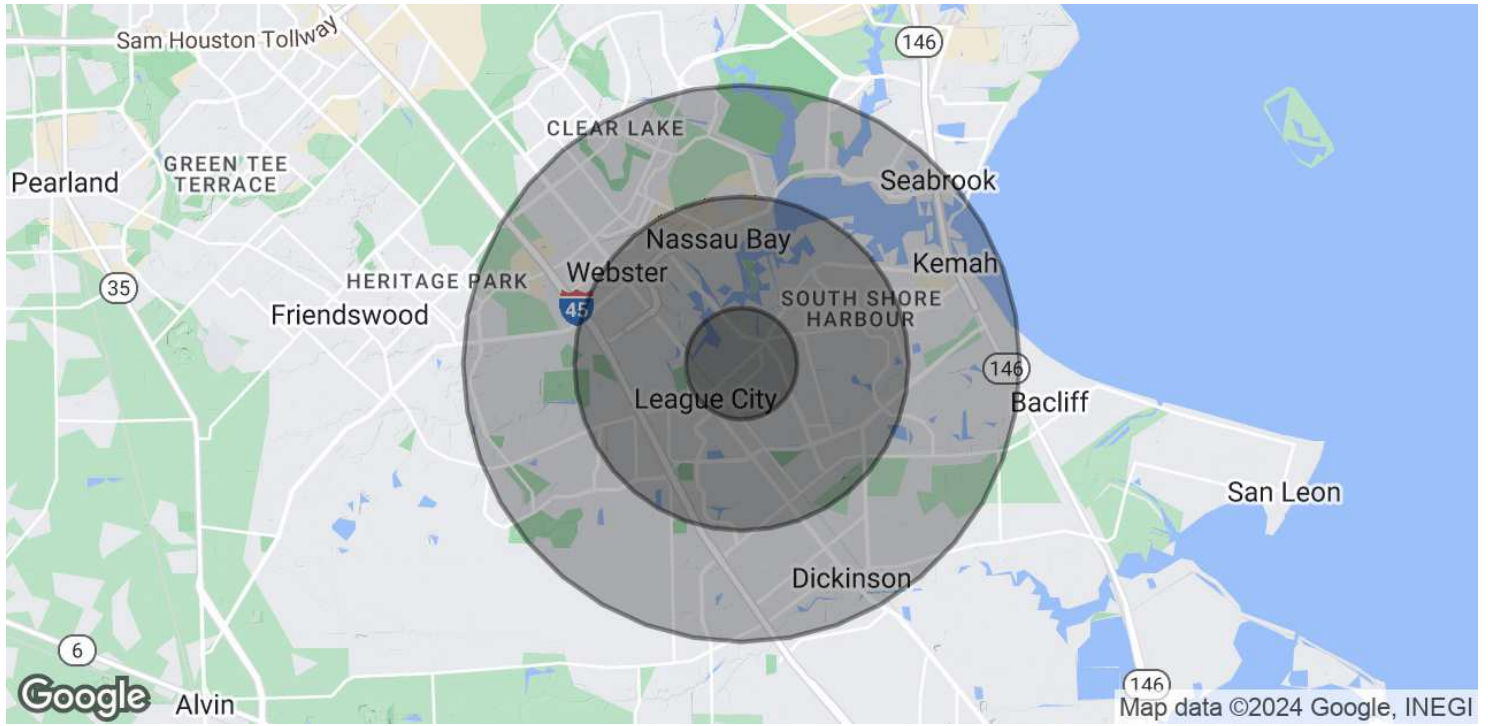 Sam Houston Tollway
146
CLEAR LAKE
GREEN TEE
TERRACE
Pearland
Seabrook
Nassau Bay
Webster
Kemah
HERITAGE PARK
35
45
SOUTH SHORE
HARBOUR
Friendswood
146
League City
Bacliff
San Leon
Dickinson
6
146
Google
Alvin
Map data ©2024 Google, INEGI